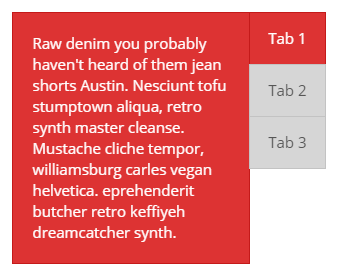 Raw denim you probably
haven't heard of them jean
shorts Austin. Nesciunt tofu
stumptown aliqua, retro
synth master cleanse.
Mustache cliche tempor,
williamsburg carles vegan
helvetica. eprehenderit
butcher retro keffiyeh
dreamcatcher synth.
Tab 1
Tab 2
Tab 3